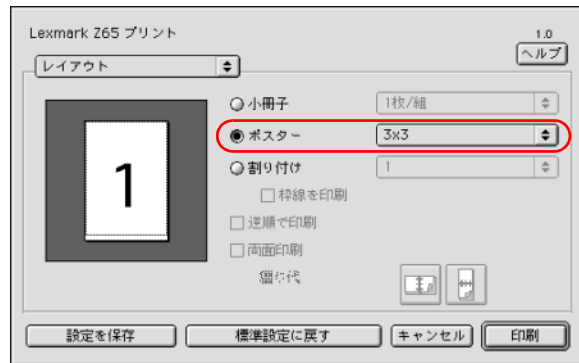 Lexmark Z65 プリント
1.0
ヘルプ
レイアウト
小冊子
1枚/組
ポスター
3x3
割り付け
1
枠線を印刷
逆順で印刷
両面印刷
綴じ代
1
設定を保存
標準設定に戻す
キャンセル
印刷